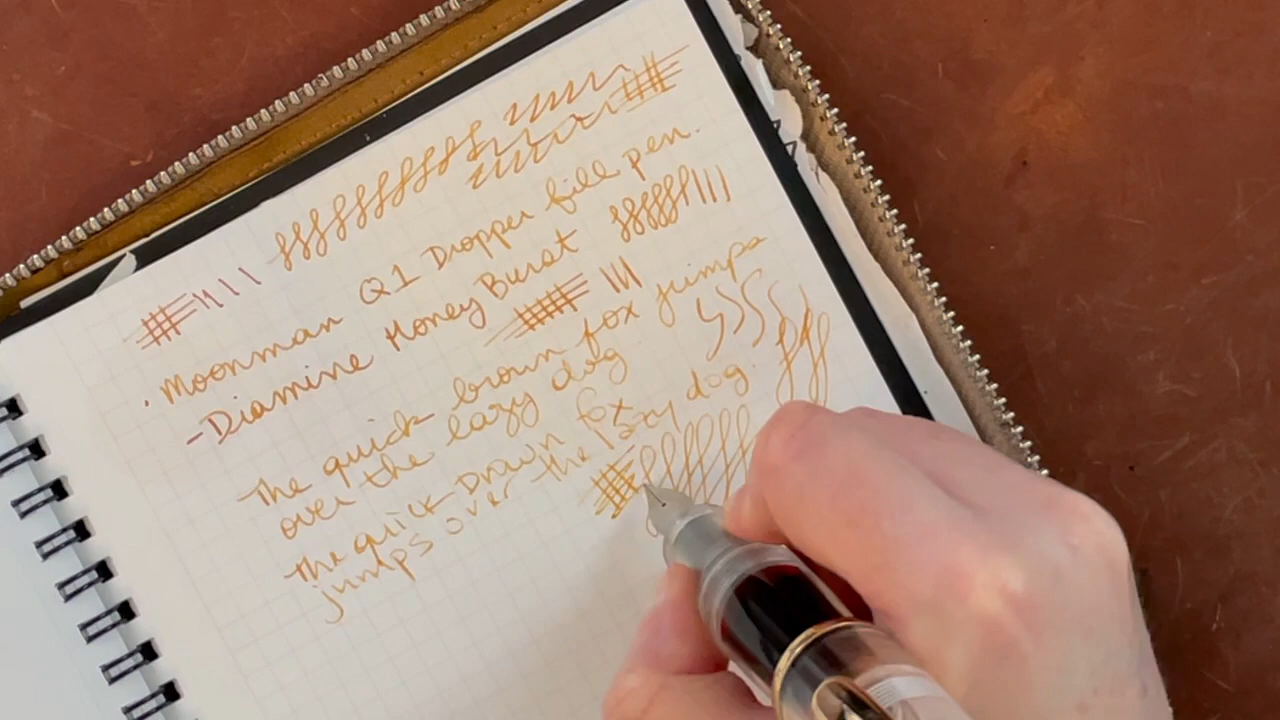 Moonman Q1 Dropper fill pen.
-Diamine Honey Burst
The quick brown fox jumps
over the lazy dog
The quick brown fox
jumps over the lazy dog.